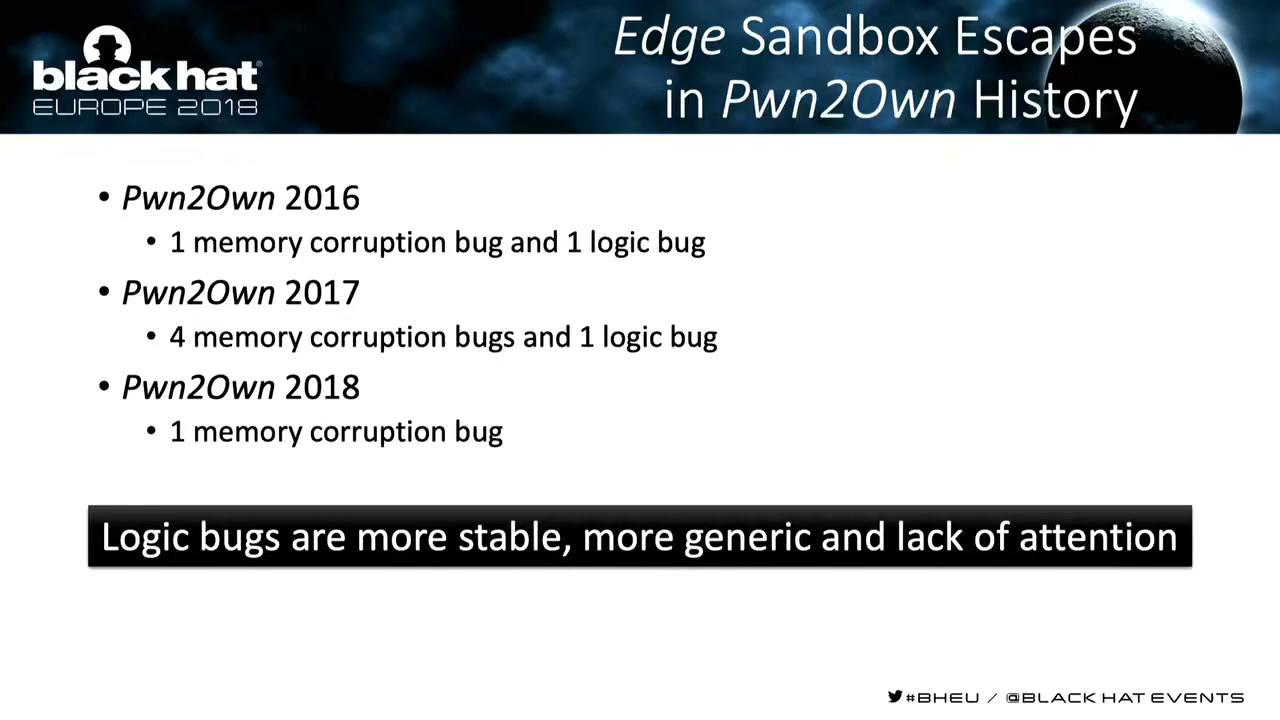 black hat®
EUROPE 2018
Edge Sandbox Escapes
in Pwn2Own History
• Pwn2Own 2016
• 1 memory corruption bug and 1 logic bug
• Pwn2Own 2017
• 4 memory corruption bugs and 1 logic bug
• Pwn2Own 2018
• 1 memory corruption bug
Logic bugs are more stable, more generic and lack of attention
#BHEU / @BLACK HAT EVENTS